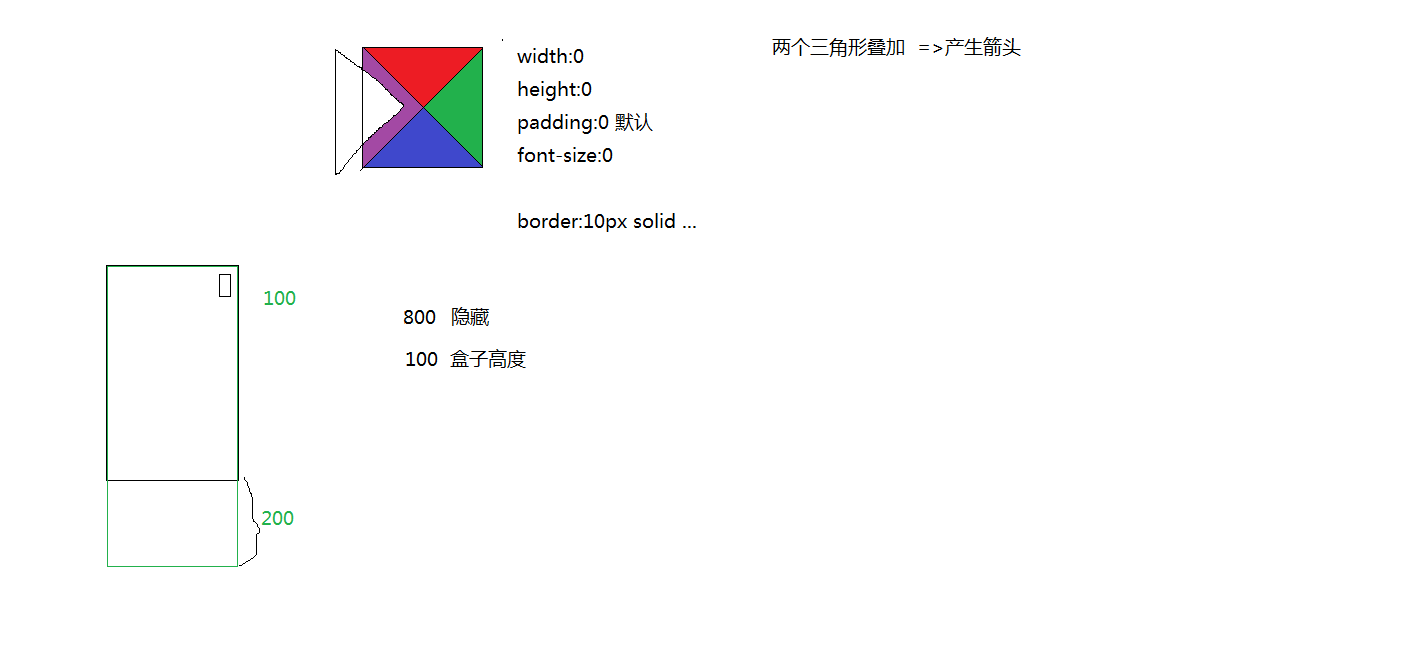 width:0
height:0
padding:0 默认
font-size:0
border:10px solid ...
两个三角形叠加 =>产生箭头
100
800 隐藏
100 盒子高度
200